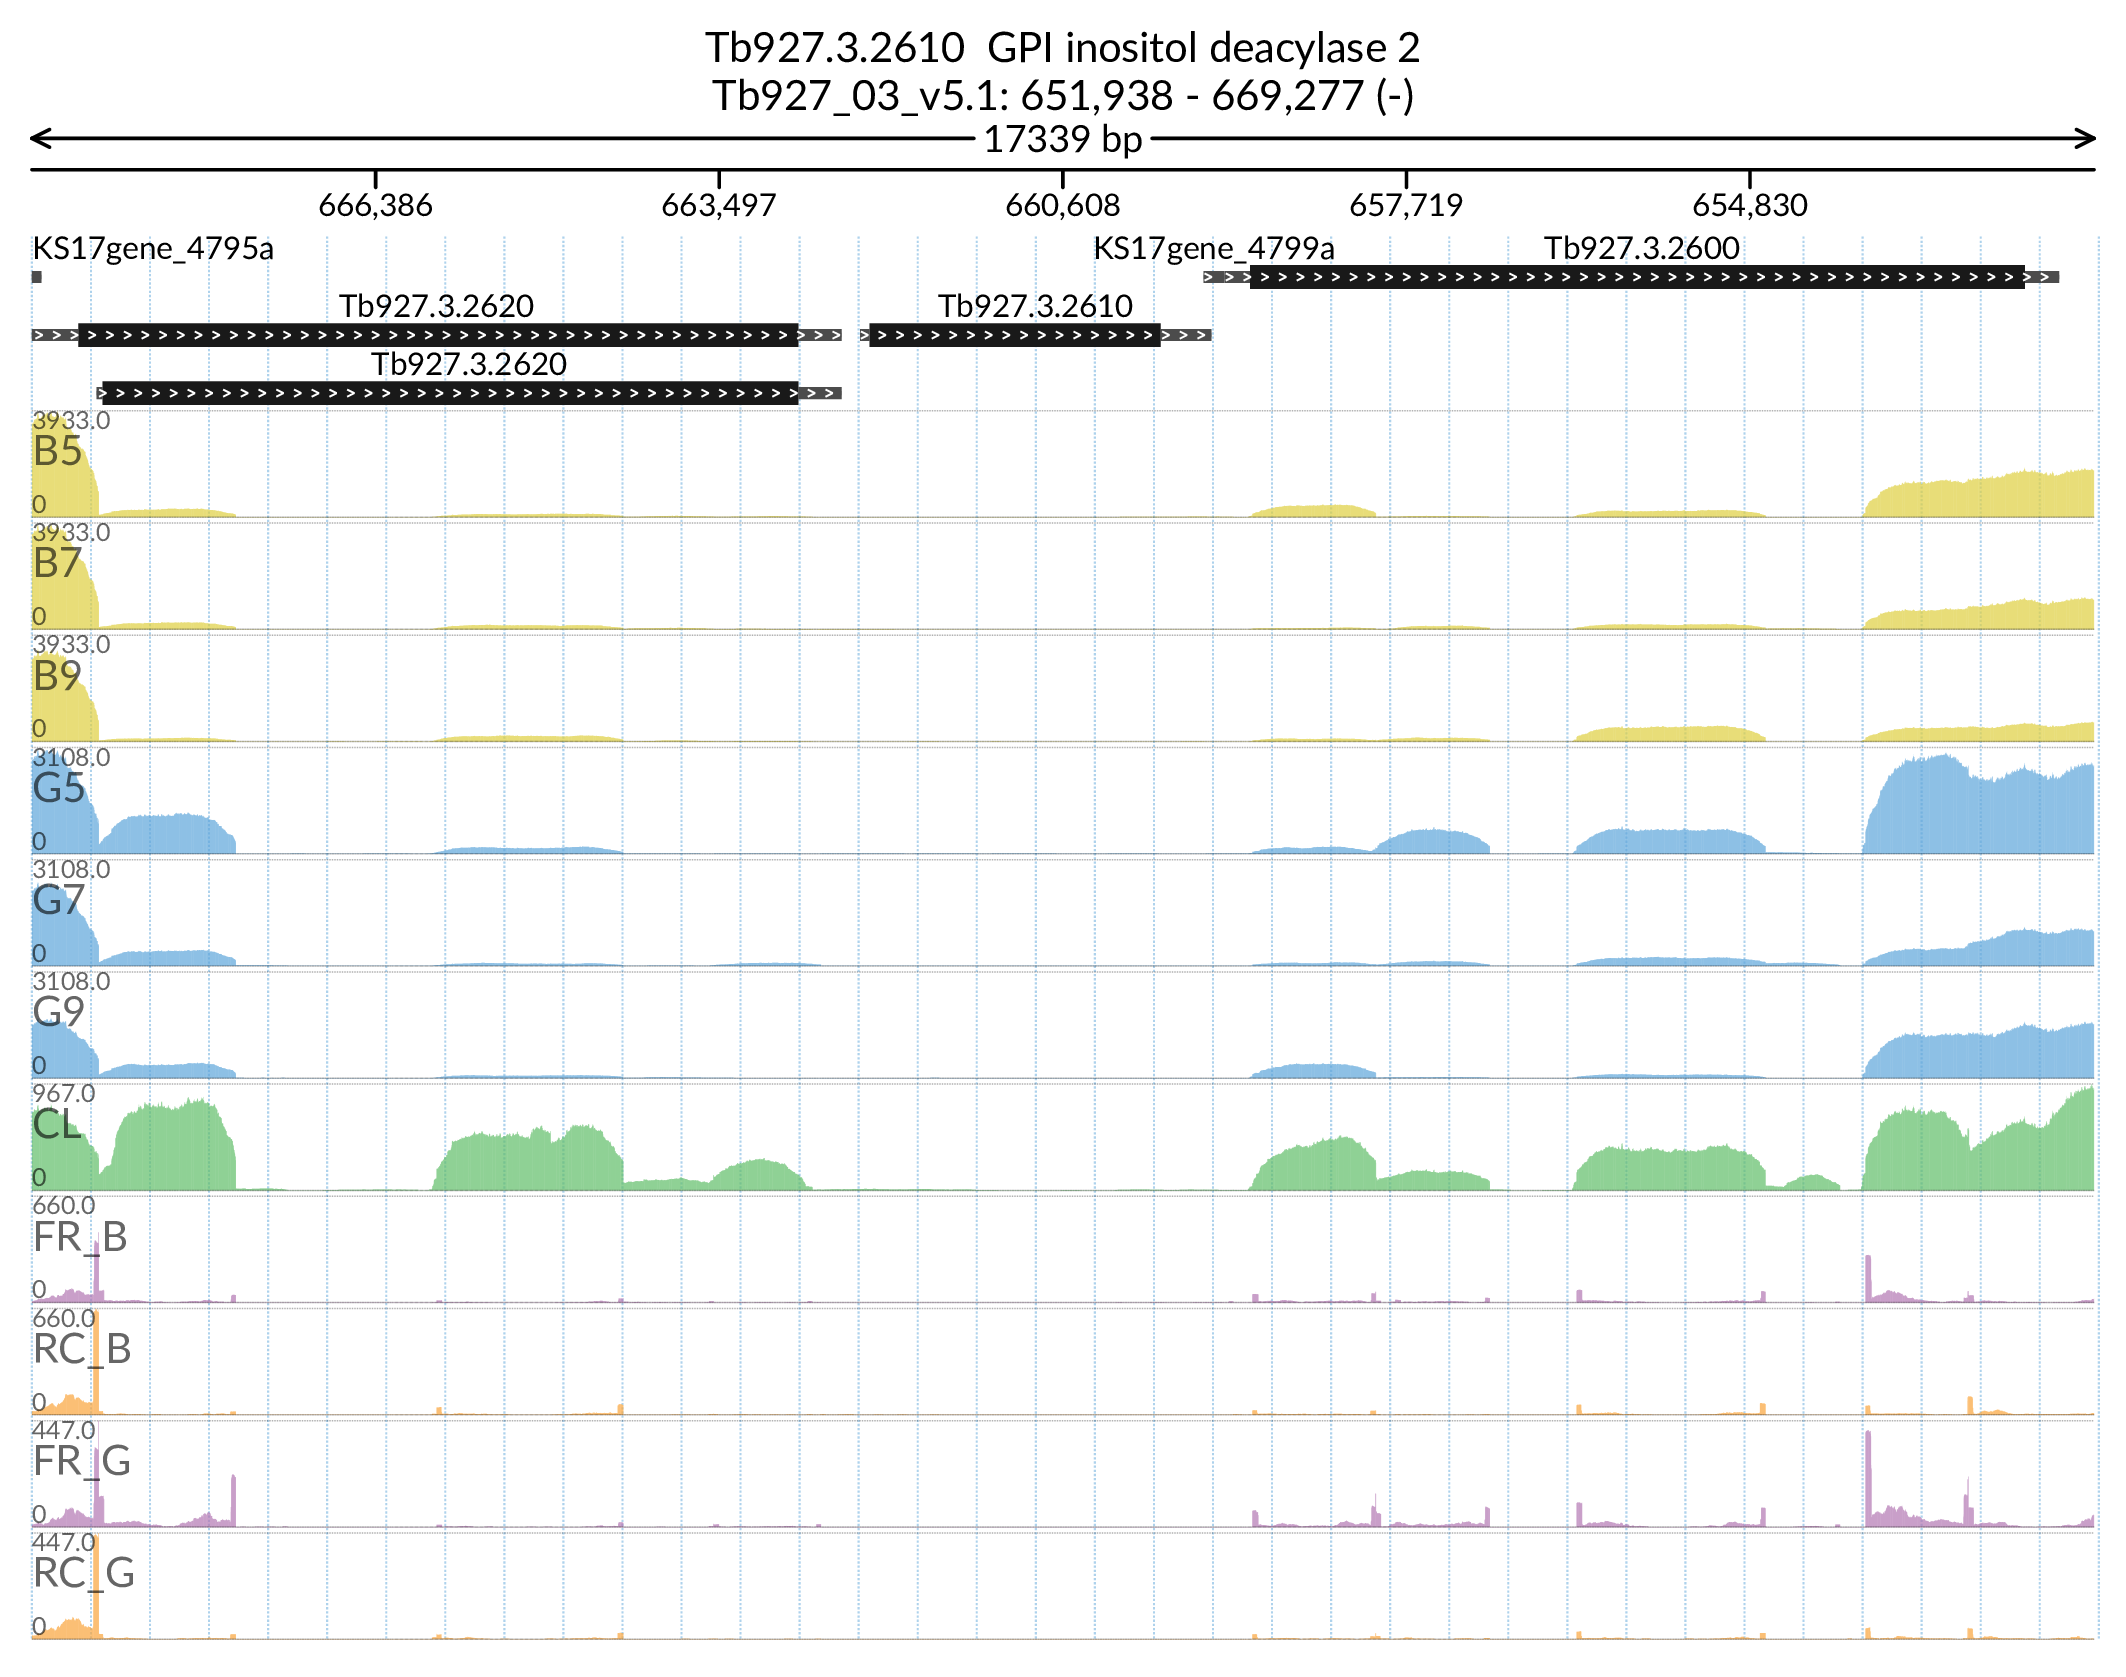 Tb927.3.2610  GPI inositol deacylase 2
Tb927_03_v5.1: 651,938 - 669,277 (-)
17339 bp
666,386 663,497 660,608 657,719 654,830
KS17gene_4795a KS17gene_4799a Tb927.3.2600
Tb927.3.2620 Tb927.3.2610
Tb927.3.2620
3933.0
B5
0
3933.0
B7
0
3933.0
B9
0
3108.0
G5
0
3108.0
G7
0
3108.0
G9
0
967.0
CL
0
660.0
FR_B
0
660.0
RC_B
0
447.0
FR_G
0
447.0
RC_G
0